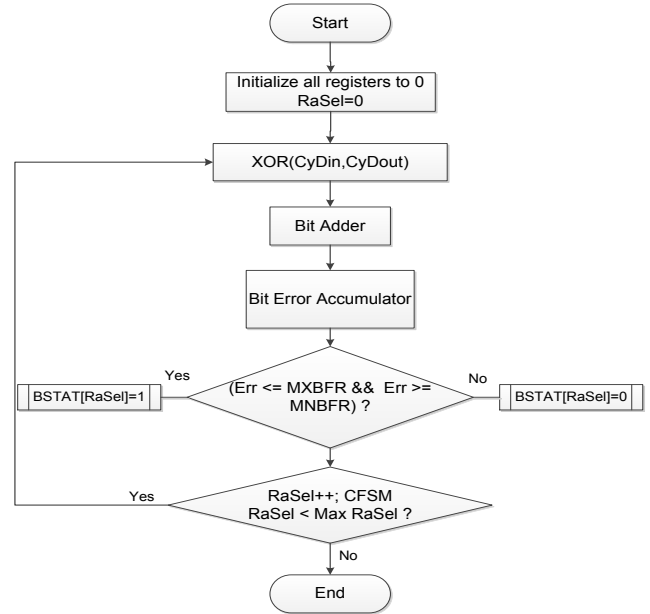 Start
Initialize all registers to 0
RaSel=0
XOR(CyDin,CyDout)
Bit Adder
Bit Error Accumulator
Yes
(Err <= MXBFR && Err >=
MNBFR) ?
No
BSTAT[RaSel]=1
BSTAT[RaSel]=0
Yes
RaSel++; CFSM
RaSel < Max RaSel ?
No
End